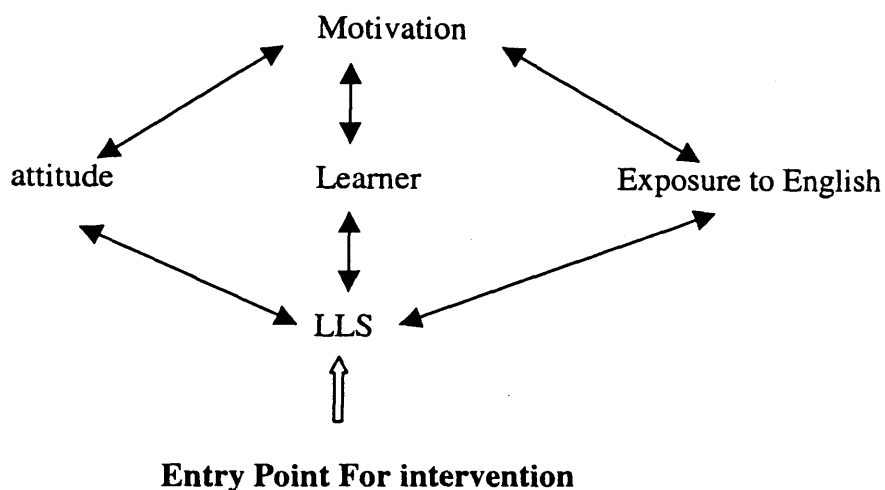 Motivation
attitude Learner Exposure to English
LLS
Entry Point For intervention